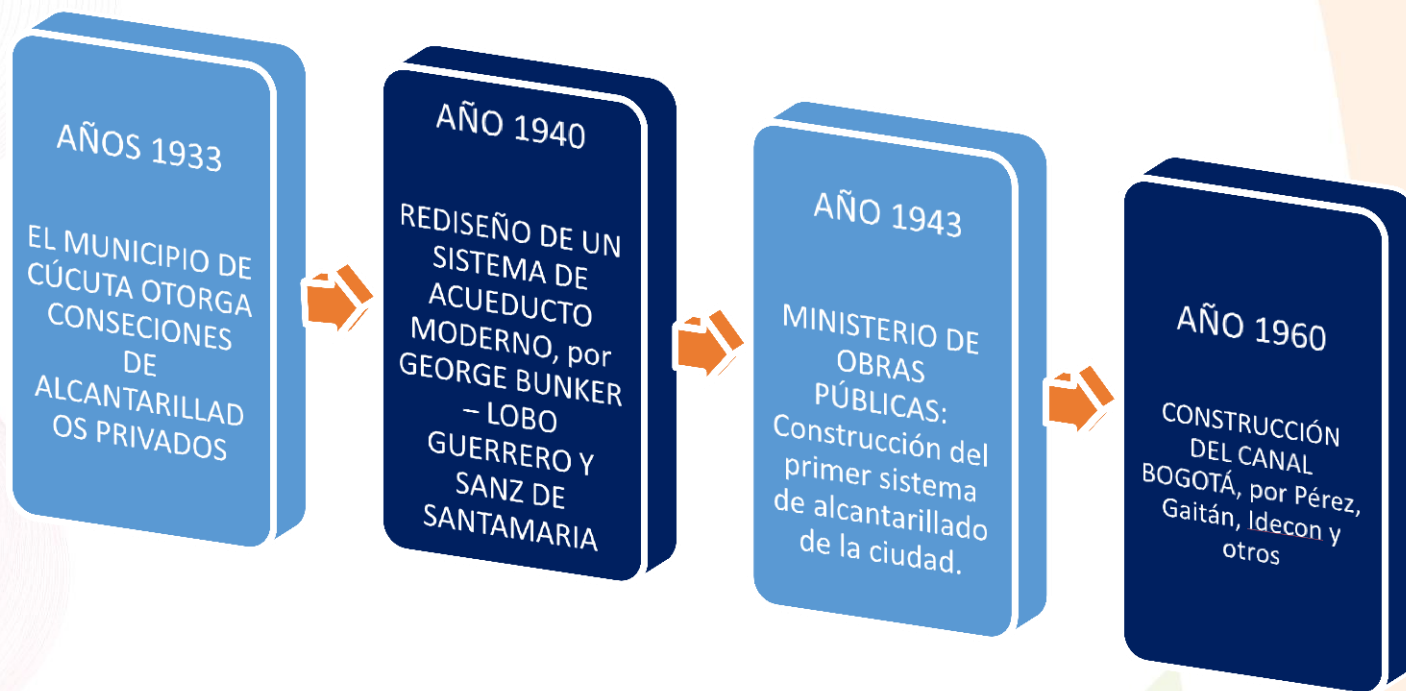 AÑOS 1933
EL MUNICIPIO DE
CÚCUTA OTORGA
CONSECIONES
DE
ALCANTARILLAD
OS PRIVADOS
AÑO 1940
REDISEÑO DE UN
SISTEMA DE
ACUEDUCTO
MODERNO, por
GEORGE BUNKER
– LOBO
GUERRERO Y
SANZ DE
SANTAMARIA
AÑO 1943
MINISTERIO DE
OBRAS
PÚBLICAS:
Construcción del
primer sistema
de alcantarillado
de la ciudad.
AÑO 1960
CONSTRUCCIÓN
DEL CANAL
BOGOTÁ, por Pérez,
Gaitán, Idecon y
otros